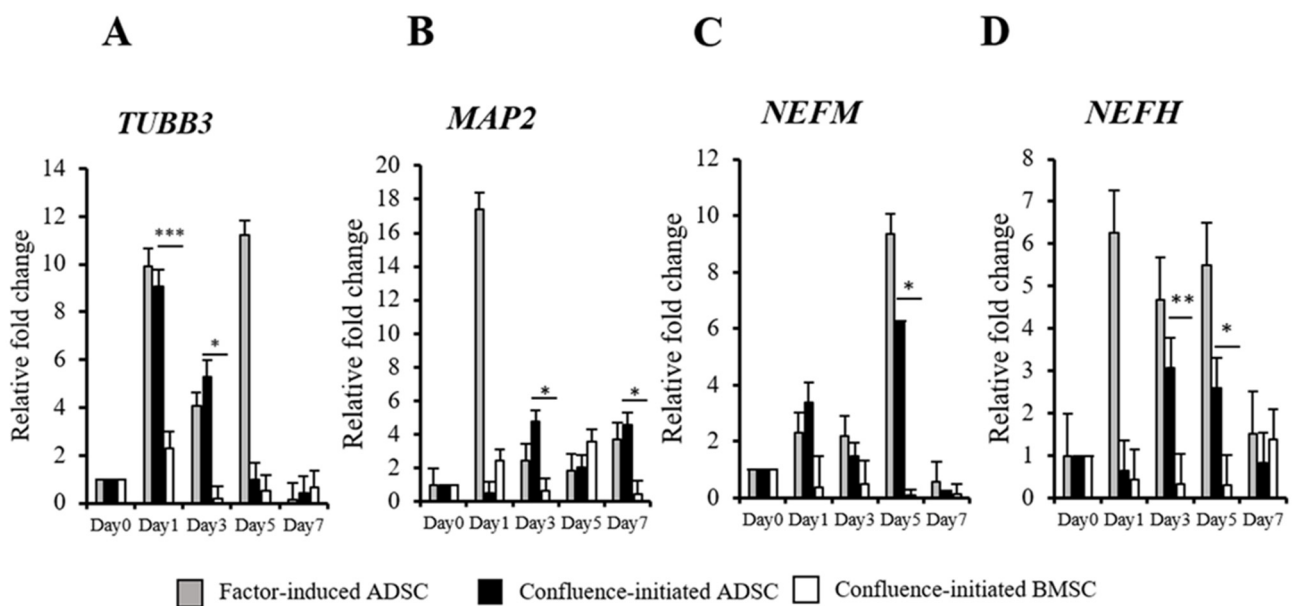 A
B
C
D
TUBB3
MAP2
NEFM
NEFH
Relative fold change
14
12
10
8
6
4
2
0
***
*
Day0 Day1 Day3 Day5 Day7
Relative fold change
20
18
16
14
12
10
8
6
4
2
0
*
*
Day0 Day1 Day3 Day5 Day7
Relative fold change
12
10
8
6
4
2
0
*
Day0 Day1 Day3 Day5 Day7
Relative fold change
8
7
6
5
4
3
2
1
0
**
*
Day0 Day1 Day3 Day5 Day7
Factor-induced ADSC Confluence-initiated ADSC Confluence-initiated BMSC